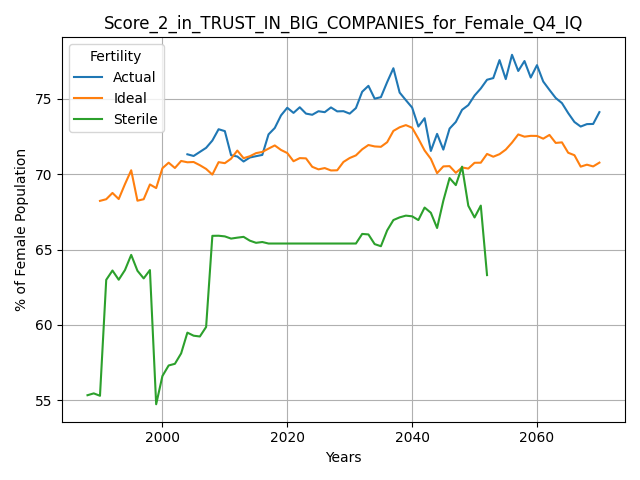 Score_2_in_TRUST_IN_BIG_COMPANIES_for_Female_Q4_IQ
Fertility
Actual
Ideal
Sterile
% of Female Population
75
70
65
60
55
2000 2020 2040 2060
Years